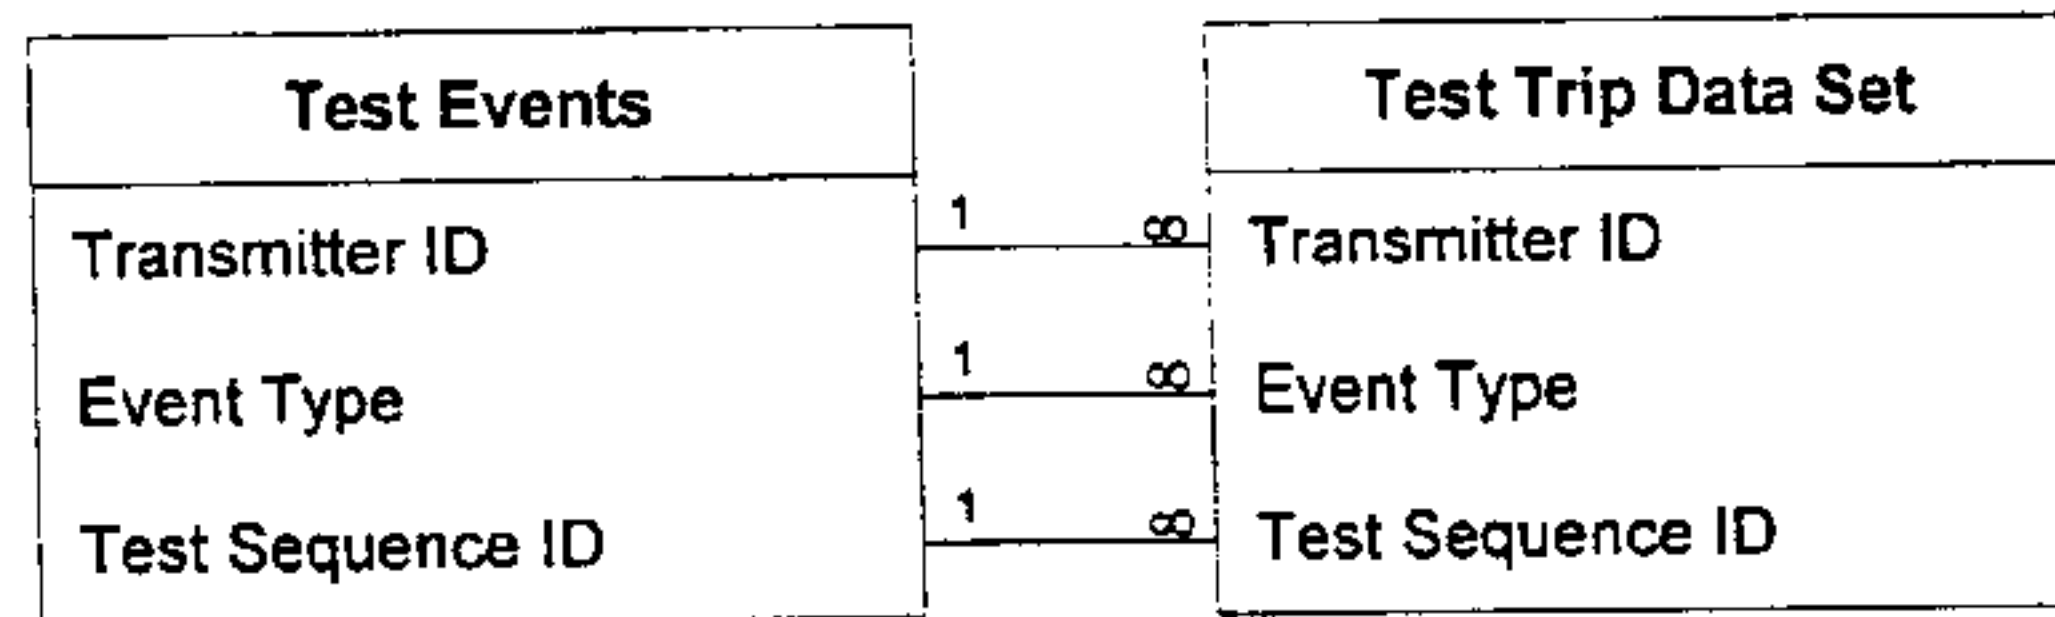 Test Events
Test Trip Data Set
Transmitter ID
1 ∞
Transmitter ID
Event Type
1 ∞
Event Type
Test Sequence ID
1 ∞
Test Sequence ID